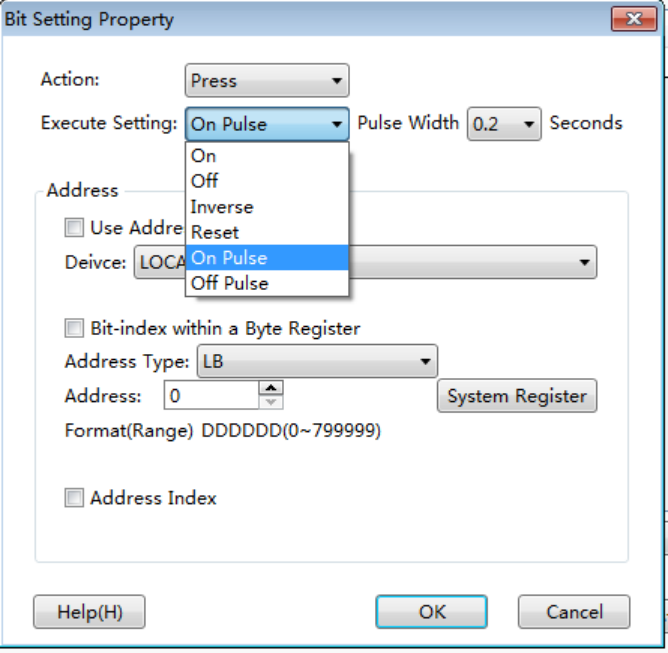 Bit Setting Property
Action: Press
Execute Setting: On Pulse Pulse Width 0.2 Seconds
On
Off
Inverse
Reset
On Pulse
Off Pulse
Address
Use Addre
Deivce: LOCA
Bit-index within a Byte Register
Address Type: LB
Address: 0 System Register
Format(Range) DDDDDD(0~799999)
Address Index
Help(H) OK Cancel